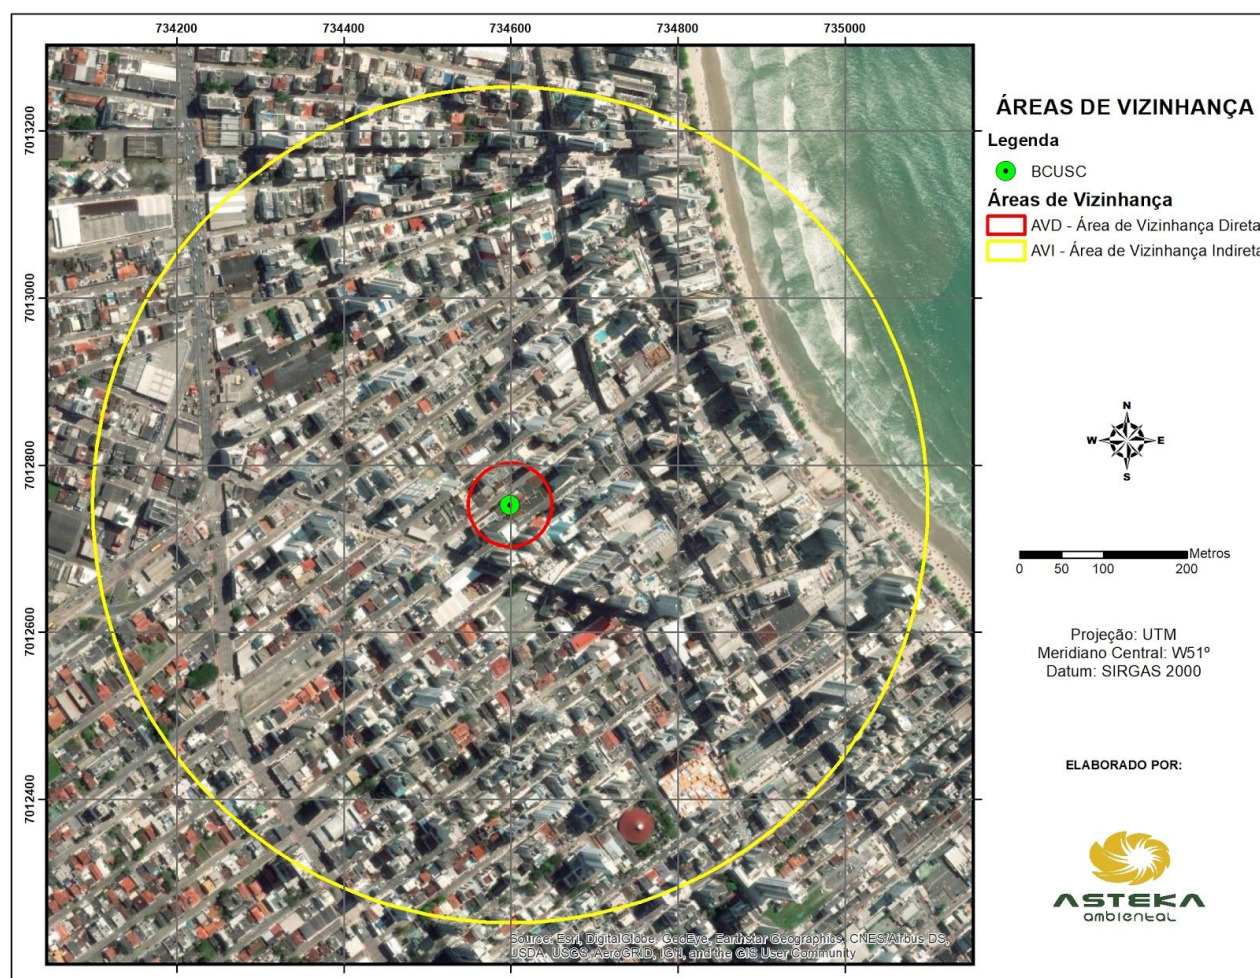 734200 734400 734600 734800 735000
7013200
7013000
7012800
7012600
7012400
ÁREAS DE VIZINHANÇA
Legenda
BCUSC
Áreas de Vizinhança
AVD - Área de Vizinhança Direta
AVI - Área de Vizinhança Indireta
N
W E
S
Metros
0 50 100 200
Projeção: UTM
Meridiano Central: W51º
Datum: SIRGAS 2000
ELABORADO POR:
ASTEKA
ambiental
Source: Esri, DigitalGlobe, GeoEye, Earthstar Geographics, CNES/Airbus DS,
USDA, USGS, AeroGRID, IGN, and the GIS User Community